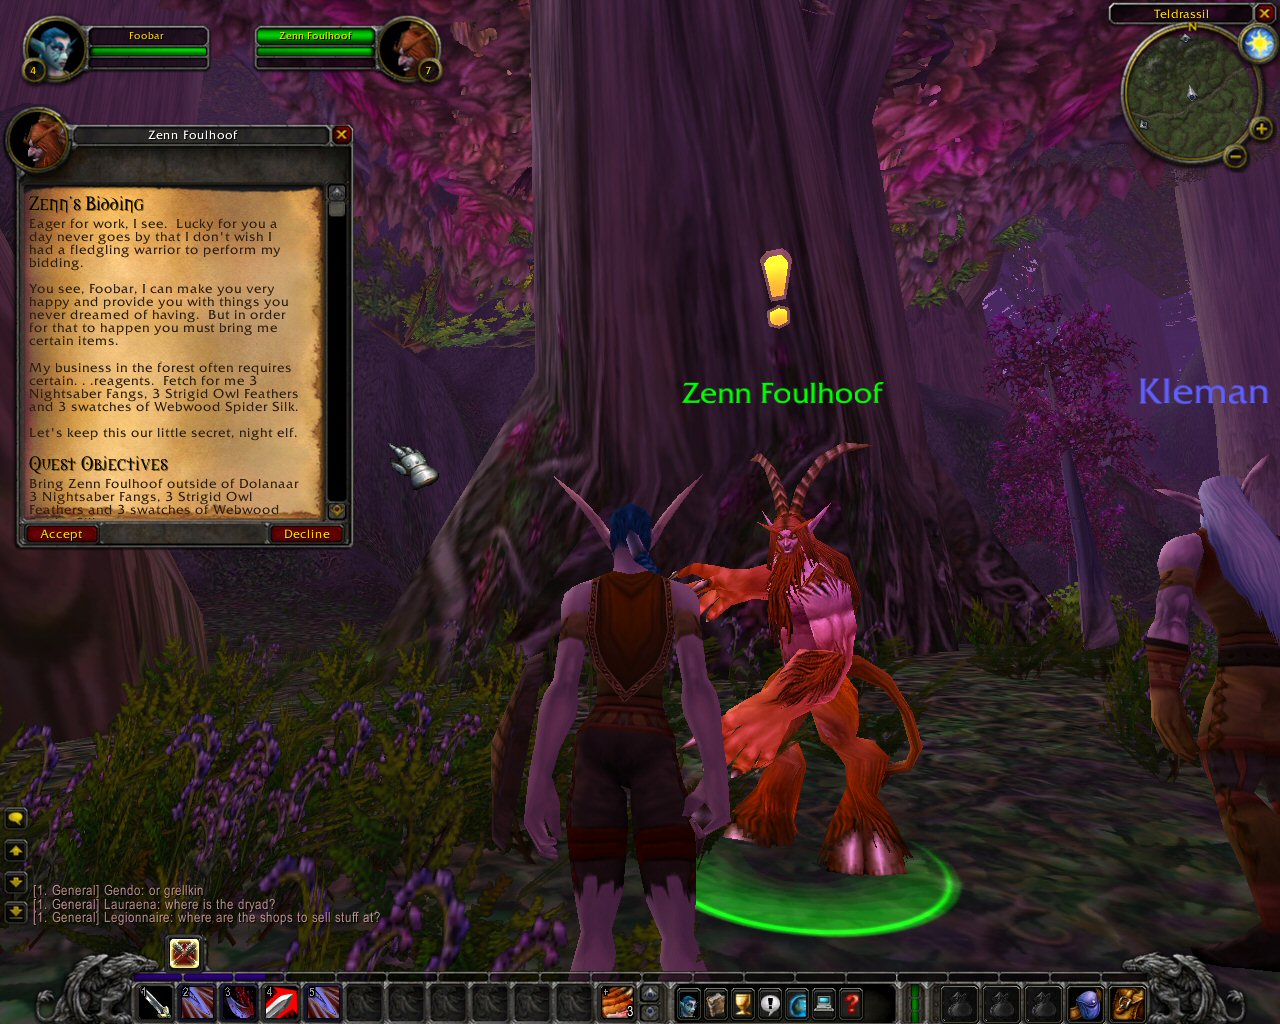 Foobar
4
Zenn Foulhoof
7
Teldrassil
N
Zenn Foulhoof
Zenn's Bidding
Eager for work, I see.  Lucky for you a
day never goes by that I don't wish I
had a fledgling warrior to perform my
bidding.
You see, Foobar, I can make you very
happy and provide you with things you
never dreamed of having.  But in order
for that to happen you must bring me
certain items.
My business in the forest often requires
certain. . .reagents.  Fetch for me 3
Nightsaber Fangs, 3 Strigid Owl Feathers
and 3 swatches of Webwood Spider Silk.
Let's keep this our little secret, night elf.
Quest Objectives
Bring Zenn Foulhoof outside of Dolanaar
3 Nightsaber Fangs, 3 Strigid Owl
Feathers and 3 swatches of Webwood
Accept
Decline
Zenn Foulhoof
Kleman
[1. General] Gendo: or grellkin
[1. General] Lauraena: where is the dryad?
[1. General] Legionnaire: where are the shops to sell stuff at?
1 2 3 4 5 + 3